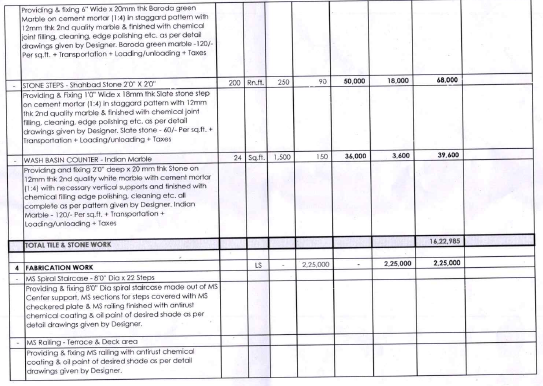 Providing & fixing 6" Wide x 20mm thk Baroda green
Marble on cement mortar (1:4) in staggard pattern with
12mm thk 2nd quality marble & finished with chemical
joint filling, cleaning, edge polishing etc. as per detail
drawings given by Designer. Baroda green marble -120/-
Per sq.ft. + Transportation + Loading/unloading + Taxes
- STONE STEPS - Shahbad Stone 2'0" X 2'0" 200 Rn.ft. 250 90 50,000 18,000 68,000
Providing & Fixing 1'0" Wide x 18mm thk Slate stone step
on cement mortar (1:4) in staggard pattern with 12mm
thk 2nd quality marble & finished with chemical joint
filling, cleaning, edge polishing etc. as per detail
drawings given by Designer. Slate stone - 60/- Per sq.ft. +
Transportation + Loading/unloading + Taxes
- WASH BASIN COUNTER - Indian Marble 24 Sq.ft. 1,500 150 36,000 3,600 39,600
Providing and fixing 2'0" deep x 20 mm thk Stone on
12mm thk 2nd quality white marble with cement mortar
(1:4) with necessary vertical supports and finished with
chemical filling edge polishing, cleaning etc. all
complete as per pattern given by Designer. Indian
Marble - 120/- Per sq.ft. + Transportation +
Loading/unloading + Taxes
TOTAL TILE & STONE WORK 16,22,985
4 FABRICATION WORK LS - 2,25,000 - 2,25,000 2,25,000
- MS Spiral Staircase - 8'0" Dia x 22 Steps
Providing & fixing 8'0" Dia spiral staircase made out of MS
Center support, MS sections for steps covered with MS
checkered plate & MS railing finished with antirust
chemical coating & oil paint of desired shade as per
detail drawings given by Designer.
- MS Railing - Terrace & Deck area
Providing & fixing MS railing with antirust chemical
coating & oil paint of desired shade as per detail
drawings given by Designer.